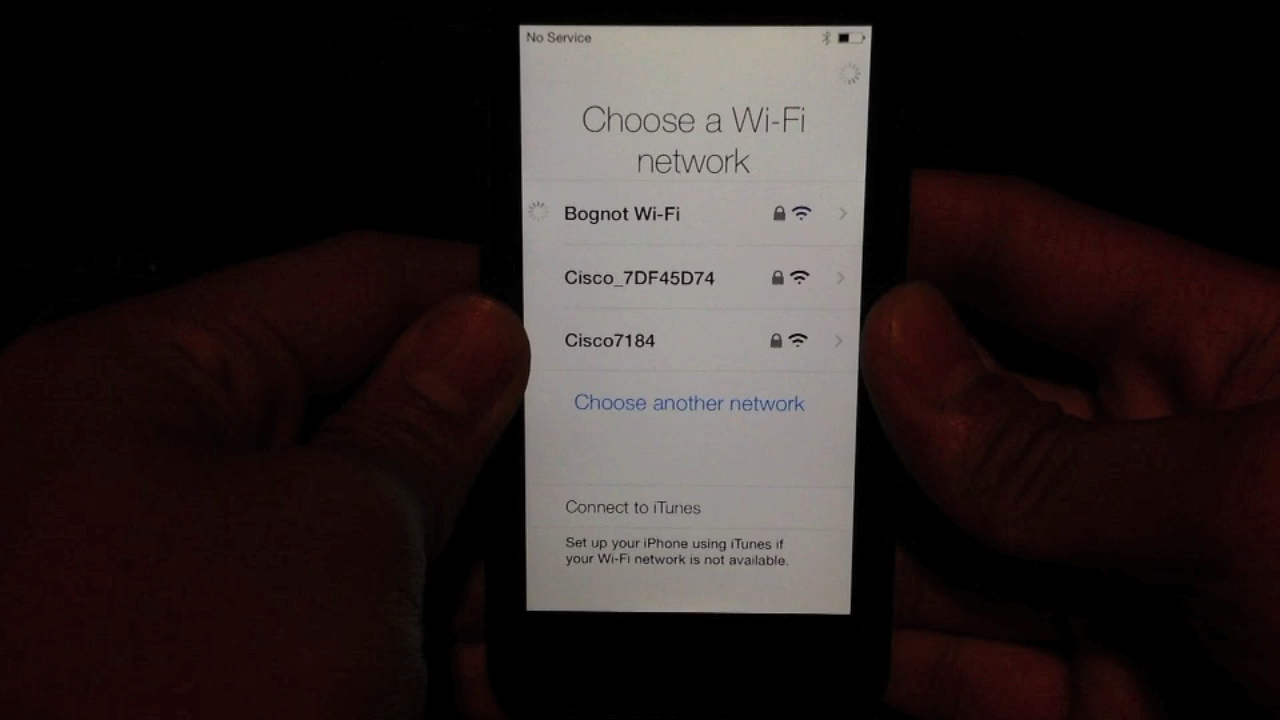 No Service
Choose a Wi-Fi
network
Bognot Wi-Fi
Cisco_7DF45D74
Cisco7184
Choose another network
Connect to iTunes
Set up your iPhone using iTunes if
your Wi-Fi network is not available.